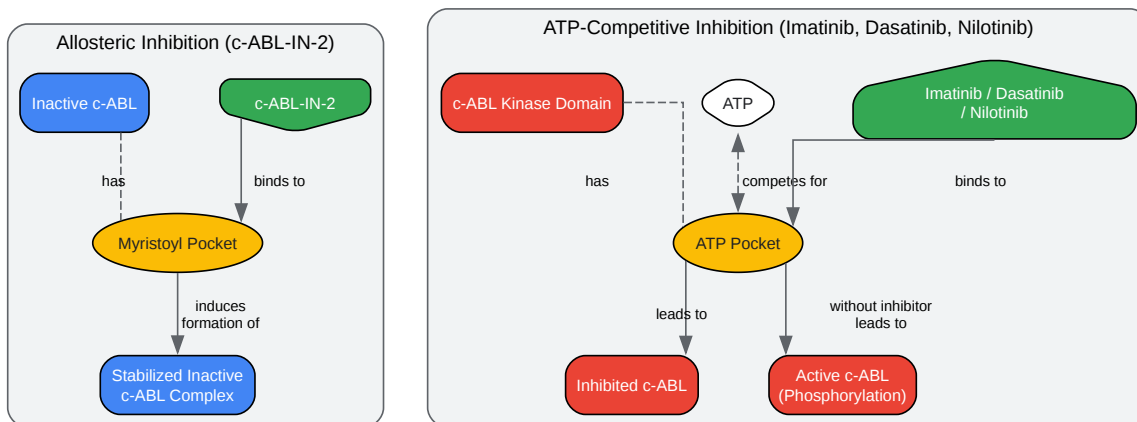 Allosteric Inhibition (c-ABL-IN-2)
Inactive c-ABL
c-ABL-IN-2
has
binds to
Myristoyl Pocket
induces
formation of
Stabilized Inactive
c-ABL Complex
ATP-Competitive Inhibition (Imatinib, Dasatinib, Nilotinib)
c-ABL Kinase Domain
ATP
Imatinib / Dasatinib
/ Nilotinib
has
competes for
binds to
ATP Pocket
leads to
without inhibitor
leads to
Inhibited c-ABL
Active c-ABL
(Phosphorylation)